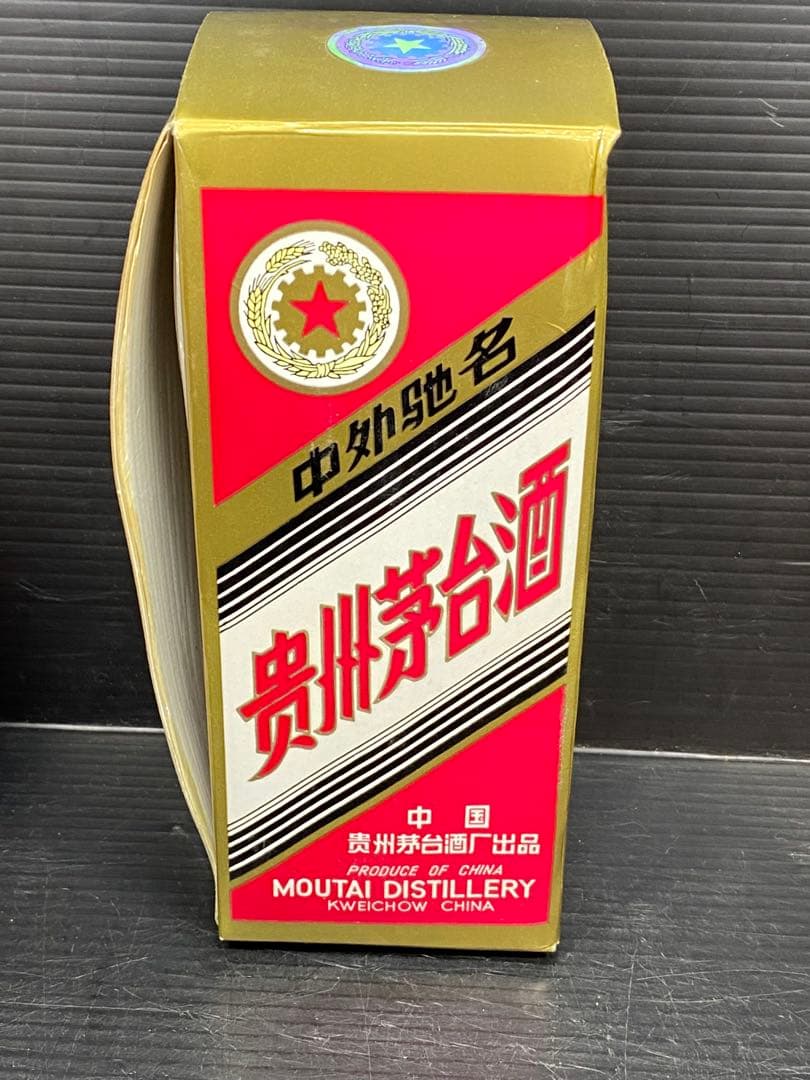 中外驰名
贵州茅台酒
中国
贵州茅台酒厂出品
PRODUCE OF CHINA
MOUTAI DISTILLERY
KWEICHOW CHINA